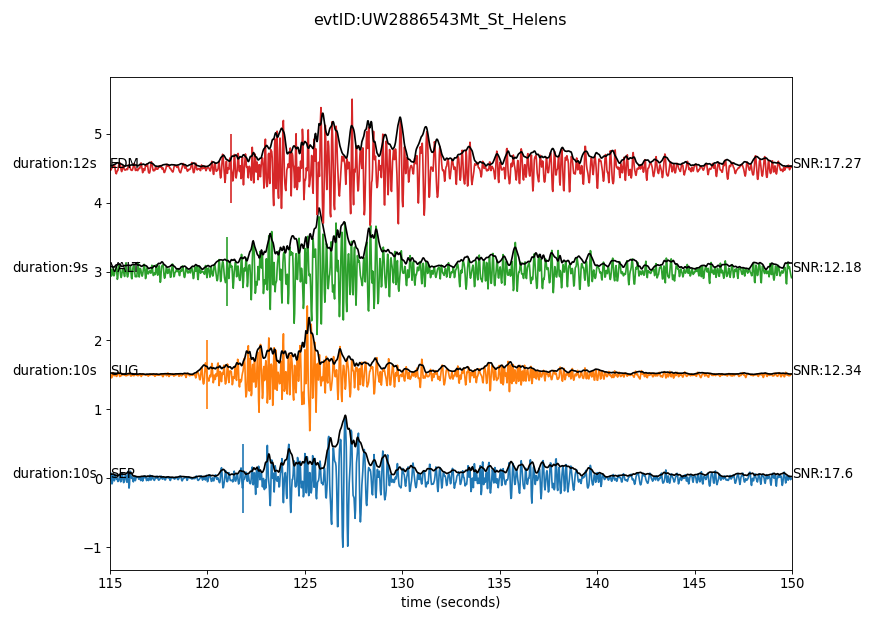 evtID:UW2886543Mt_St_Helens
5
duration:12s
EDM
SNR:17.27
4
duration:9s
VALT
SNR:12.18
3
2
duration:10s
SUG
SNR:12.34
1
duration:10s
SEP
SNR:17.6
0
−1
115 120 125 130 135 140 145 150
time (seconds)